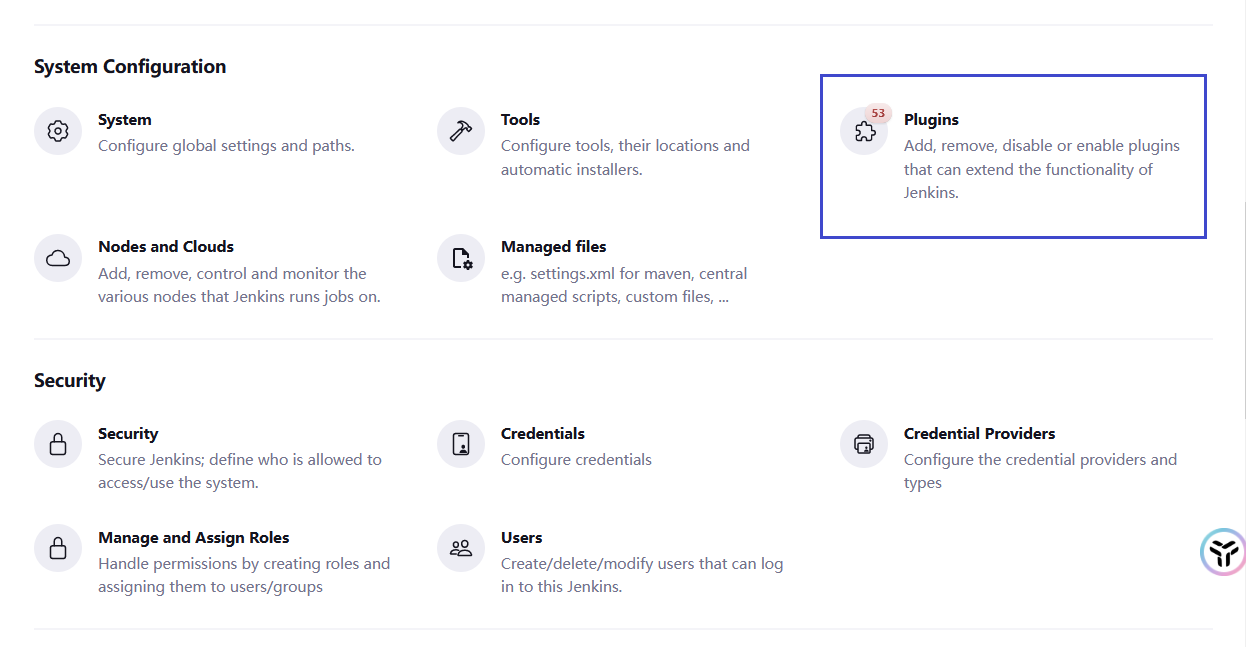 System Configuration
System
Configure global settings and paths.
Tools
Configure tools, their locations and
automatic installers.
53
Plugins
Add, remove, disable or enable plugins
that can extend the functionality of
Jenkins.
Nodes and Clouds
Add, remove, control and monitor the
various nodes that Jenkins runs jobs on.
Managed files
e.g. settings.xml for maven, central
managed scripts, custom files, ...
Security
Security
Secure Jenkins; define who is allowed to
access/use the system.
Credentials
Configure credentials
Credential Providers
Configure the credential providers and
types
Manage and Assign Roles
Handle permissions by creating roles and
assigning them to users/groups
Users
Create/delete/modify users that can log
in to this Jenkins.